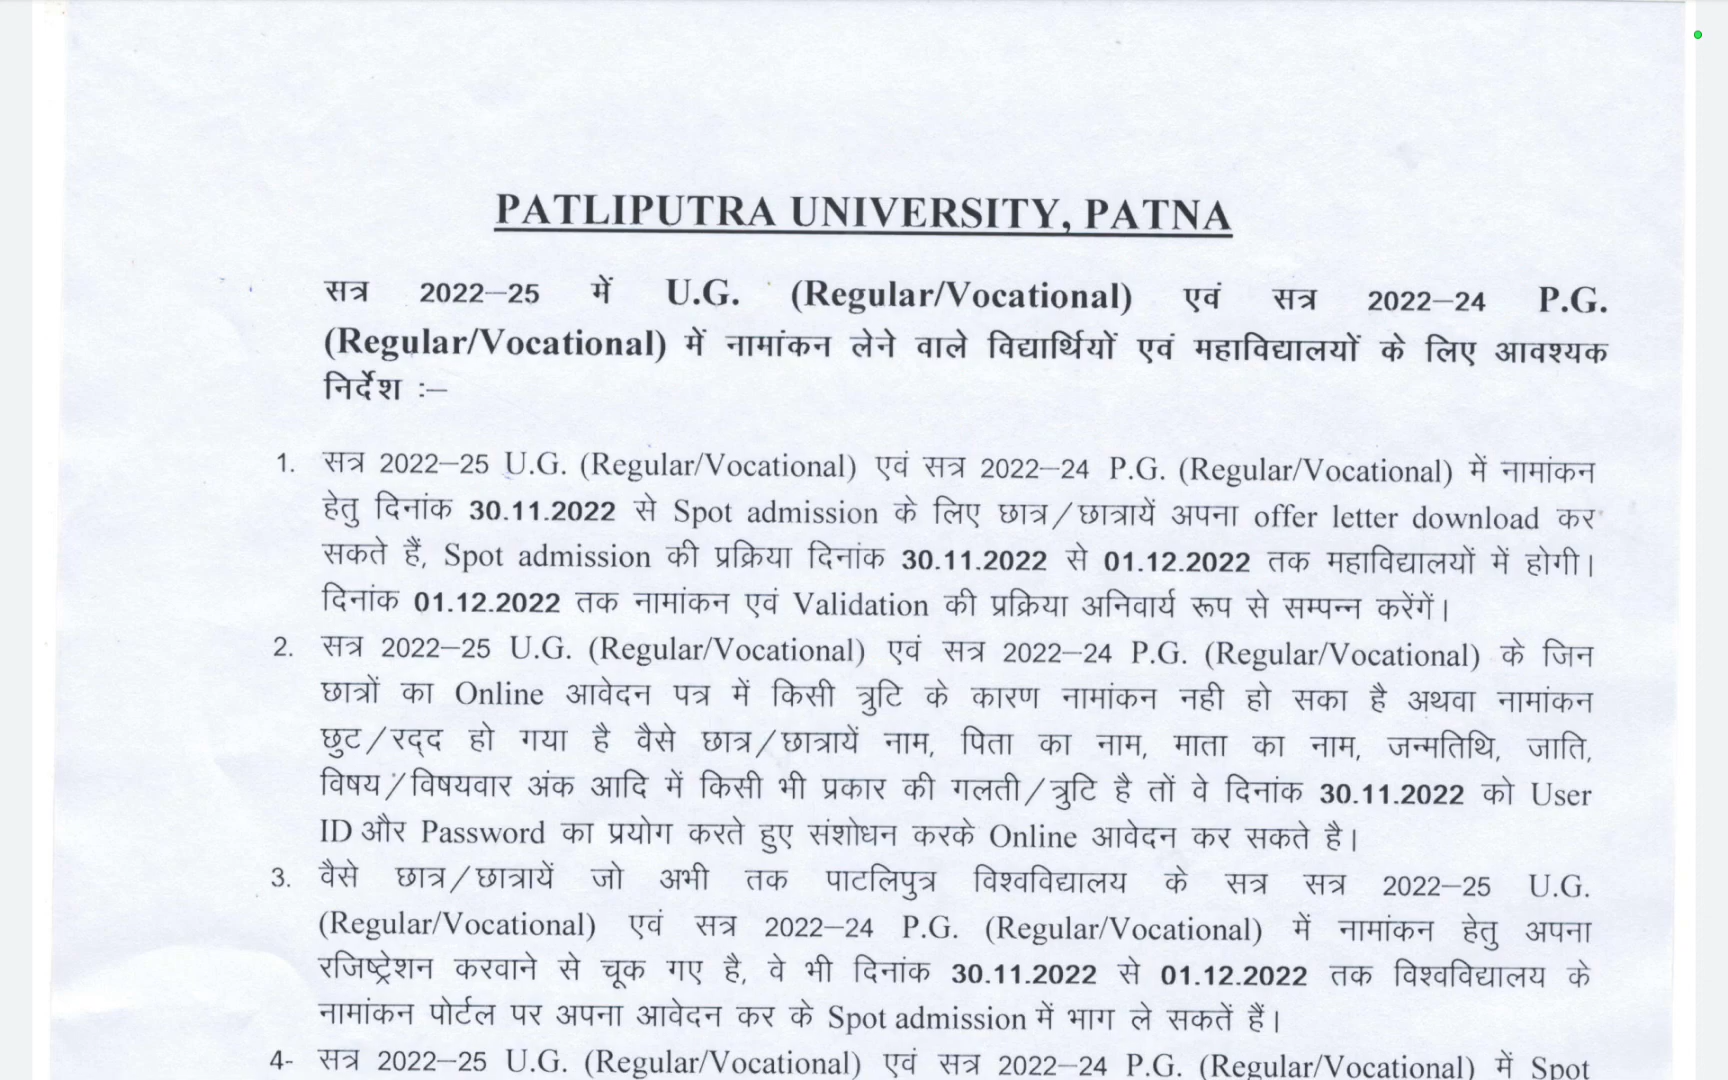 PATLIPUTRA UNIVERSITY, PATNA
सत्र 2022–25 में U.G. (Regular/Vocational) एवं सत्र 2022–24 P.G.
(Regular/Vocational) में नामांकन लेने वाले विद्यार्थियों एवं महाविद्यालयों के लिए आवश्यक
निर्देश :–
1. सत्र 2022–25 U.G. (Regular/Vocational) एवं सत्र 2022–24 P.G. (Regular/Vocational) में नामांकन
हेतु दिनांक 30.11.2022 से Spot admission के लिए छात्र/छात्रायें अपना offer letter download कर
सकते हैं, Spot admission की प्रक्रिया दिनांक 30.11.2022 से 01.12.2022 तक महाविद्यालयों में होगी।
दिनांक 01.12.2022 तक नामांकन एवं Validation की प्रक्रिया अनिवार्य रूप से सम्पन्न करेंगें।
2. सत्र 2022–25 U.G. (Regular/Vocational) एवं सत्र 2022–24 P.G. (Regular/Vocational) के जिन
छात्रों का Online आवेदन पत्र में किसी त्रुटि के कारण नामांकन नही हो सका है अथवा नामांकन
छुट/रद्द हो गया है वैसे छात्र/छात्रायें नाम, पिता का नाम, माता का नाम, जन्मतिथि, जाति,
विषय/विषयवार अंक आदि में किसी भी प्रकार की गलती/त्रुटि है तों वे दिनांक 30.11.2022 को User
ID और Password का प्रयोग करते हुए संशोधन करके Online आवेदन कर सकते है।
3. वैसे छात्र/छात्रायें जो अभी तक पाटलिपुत्र विश्वविद्यालय के सत्र सत्र 2022–25 U.G.
(Regular/Vocational) एवं सत्र 2022–24 P.G. (Regular/Vocational) में नामांकन हेतु अपना
रजिष्ट्रेशन करवाने से चूक गए है, वे भी दिनांक 30.11.2022 से 01.12.2022 तक विश्वविद्यालय के
नामांकन पोर्टल पर अपना आवेदन कर के Spot admission में भाग ले सकतें हैं।
4- सत्र 2022–25 U.G. (Regular/Vocational) एवं सत्र 2022–24 P.G. (Regular/Vocational) में Spot